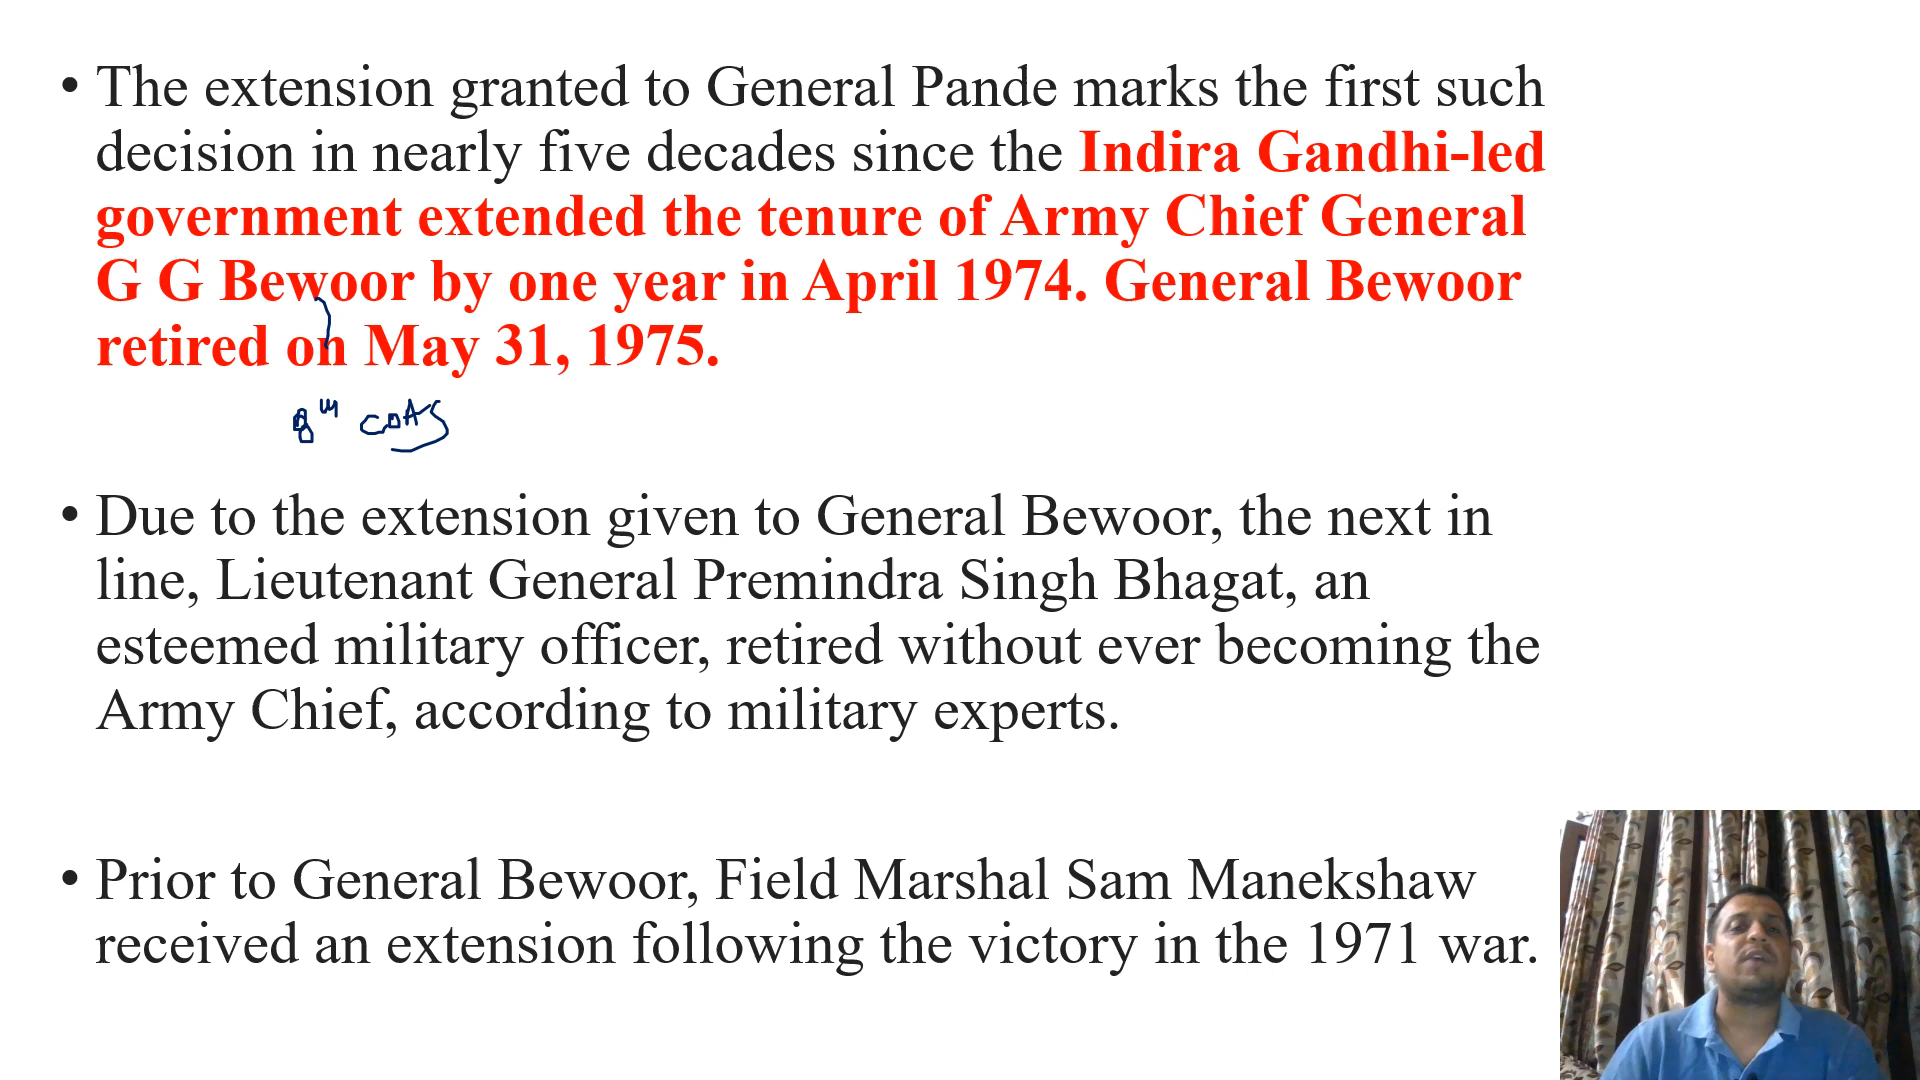 • The extension granted to General Pande marks the first such
decision in nearly five decades since the Indira Gandhi-led
government extended the tenure of Army Chief General
G G Bewoor by one year in April 1974. General Bewoor
retired on May 31, 1975.
8th COAS
• Due to the extension given to General Bewoor, the next in
line, Lieutenant General Premindra Singh Bhagat, an
esteemed military officer, retired without ever becoming the
Army Chief, according to military experts.
• Prior to General Bewoor, Field Marshal Sam Manekshaw
received an extension following the victory in the 1971 war.